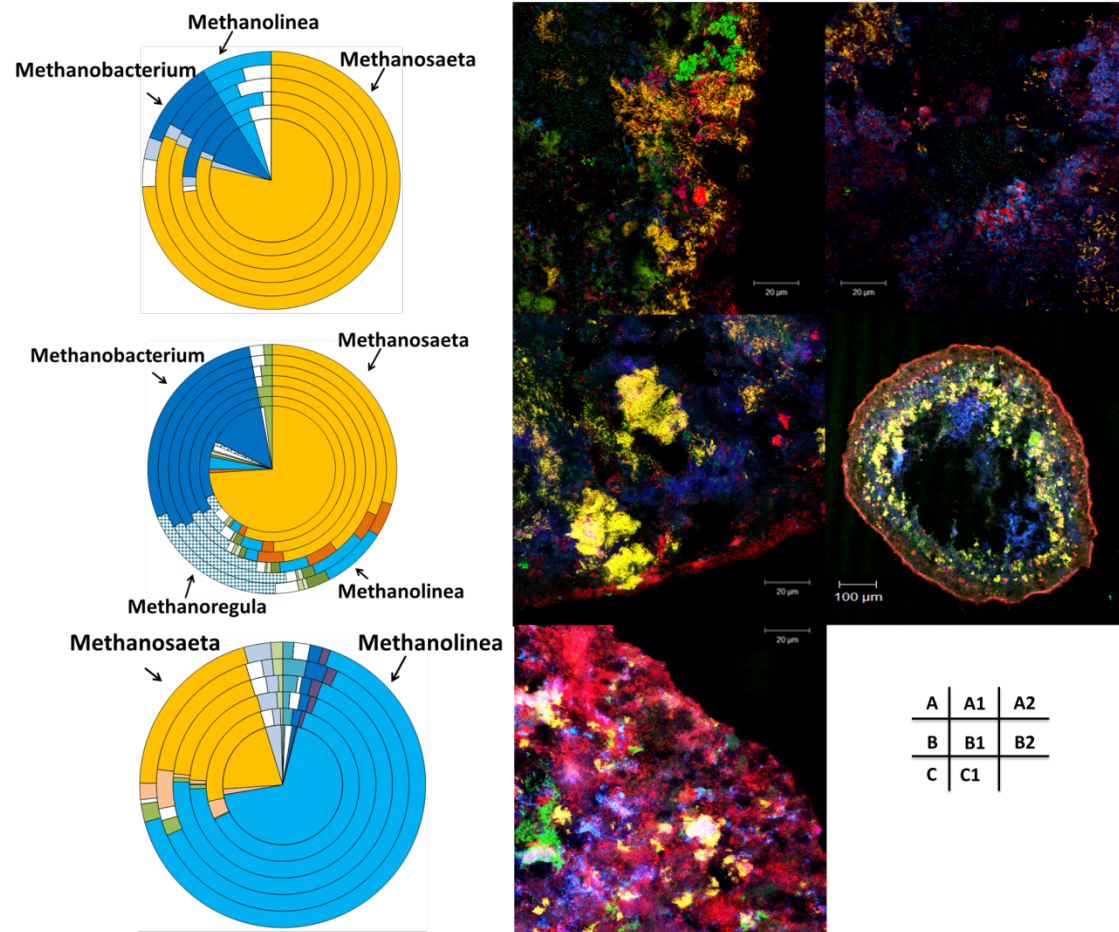 Methanolinea
Methanobacterium
Methanosaeta
20 µm
20 µm
Methanobacterium
Methanosaeta
Methanoregula
Methanolinea
20 µm
100 µm
Methanosaeta
Methanolinea
20 µm
A A1 A2
B B1 B2
C C1